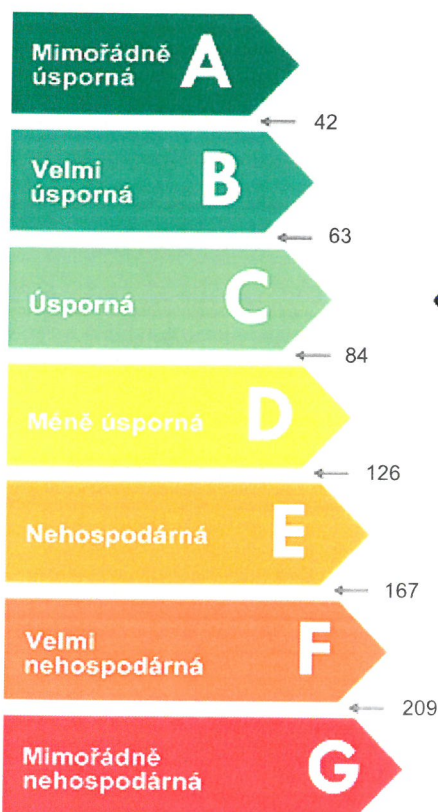 Mimořádně
úsporná A
42
Velmi
úsporná B
63
Úsporná C
84
Méně úsporná D
126
Nehospodárná E
167
Velmi
nehospodárná F
209
Mimořádně
nehospodárná G